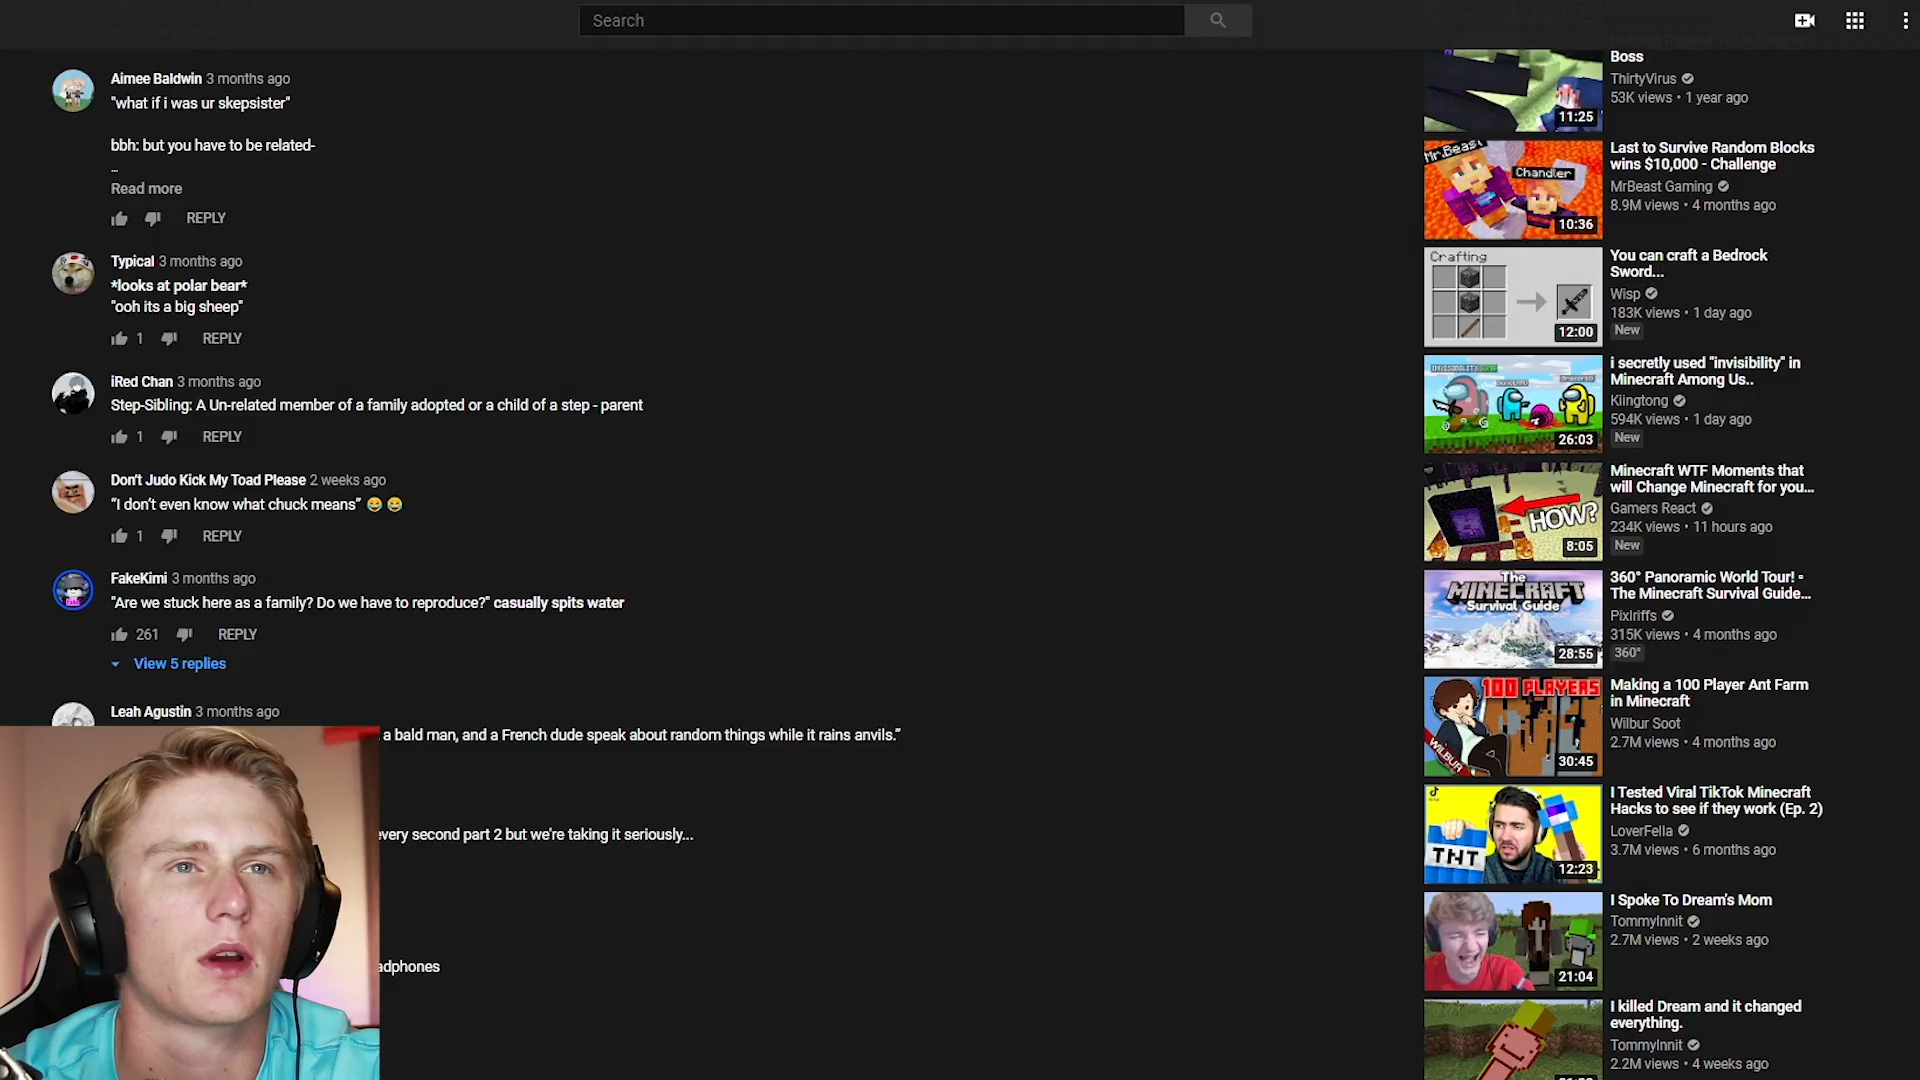 Search
Aimee Baldwin 3 months ago
"what if i was ur skepsister"
bbh: but you have to be related-
...
Read more
REPLY
Typical 3 months ago
*looks at polar bear*
"ooh its a big sheep"
1 REPLY
iRed Chan 3 months ago
Step-Sibling: A Un-related member of a family adopted or a child of a step - parent
1 REPLY
Don't Judo Kick My Toad Please 2 weeks ago
“I don’t even know what chuck means” 😂 😂
1 REPLY
FakeKimi 3 months ago
"Are we stuck here as a family? Do we have to reproduce?" casually spits water
261 REPLY
View 5 replies
Leah Agustin 3 months ago
a bald man, and a French dude speak about random things while it rains anvils.”
every second part 2 but we're taking it seriously...
adphones
Boss
ThirtyVirus
53K views • 1 year ago
11:25
Mr.Beast
Chandler
10:36
Last to Survive Random Blocks
wins $10,000 - Challenge
MrBeast Gaming
8.9M views • 4 months ago
Crafting
12:00
You can craft a Bedrock
Sword...
Wisp
183K views • 1 day ago
New
26:03
i secretly used "invisibility" in
Minecraft Among Us..
Kiingtong
594K views • 1 day ago
New
HOW?
8:05
Minecraft WTF Moments that
will Change Minecraft for you...
Gamers React
234K views • 11 hours ago
New
The
MINECRAFT
Survival Guide
28:55
360° Panoramic World Tour! -
The Minecraft Survival Guide...
Pixlriffs
315K views • 4 months ago
360°
100 PLAYERS
WILBUR
30:45
Making a 100 Player Ant Farm
in Minecraft
Wilbur Soot
2.7M views • 4 months ago
TNT
12:23
I Tested Viral TikTok Minecraft
Hacks to see if they work (Ep. 2)
LoverFella
3.7M views • 6 months ago
21:04
I Spoke To Dream's Mom
TommyInnit
2.7M views • 2 weeks ago
I killed Dream and it changed
everything.
TommyInnit
2.2M views • 4 weeks ago